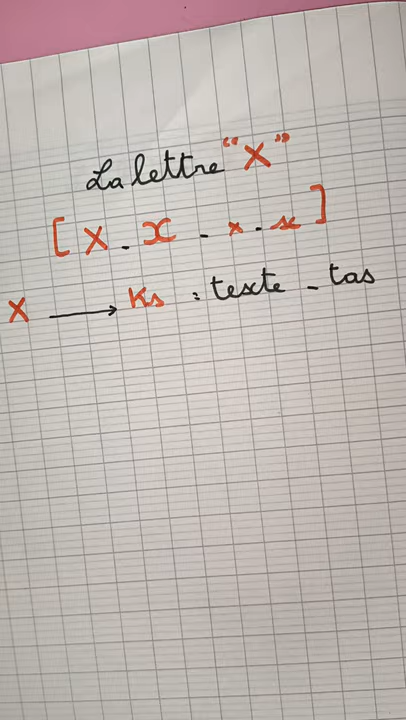 La lettre "X"
[ X - X - x - x ]
X → Ks : texte - tas